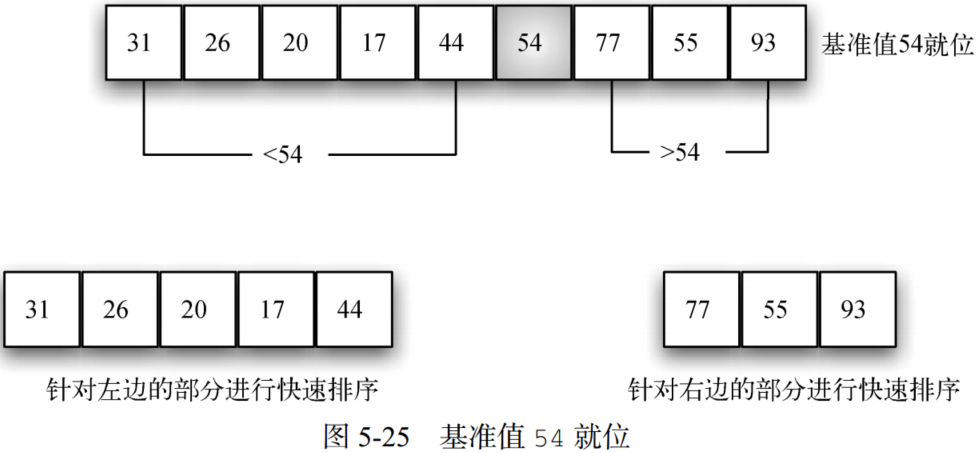 31 26 20 17 44 54 77 55 93 基准值54就位
<54 >54
31 26 20 17 44 77 55 93
针对左边的部分进行快速排序 针对右边的部分进行快速排序
图 5-25 基准值 54 就位